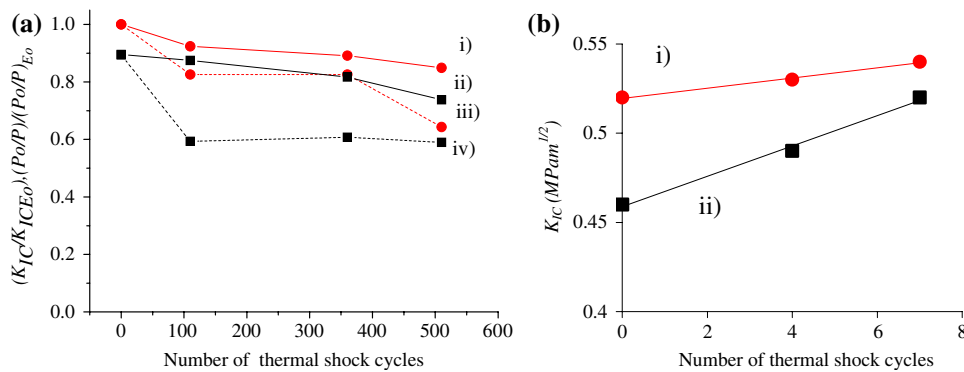 (a)
(K_IC/K_ICEo),(Po/P)/(Po/P)_Eo
1.0
0.8
0.6
0.4
0.2
0.0
i)
ii)
iii)
iv)
0 100 200 300 400 500 600
Number of thermal shock cycles
(b)
K_IC (MPam^1/2)
0.55
0.5
0.45
0.4
i)
ii)
0 2 4 6 8
Number of thermal shock cycles